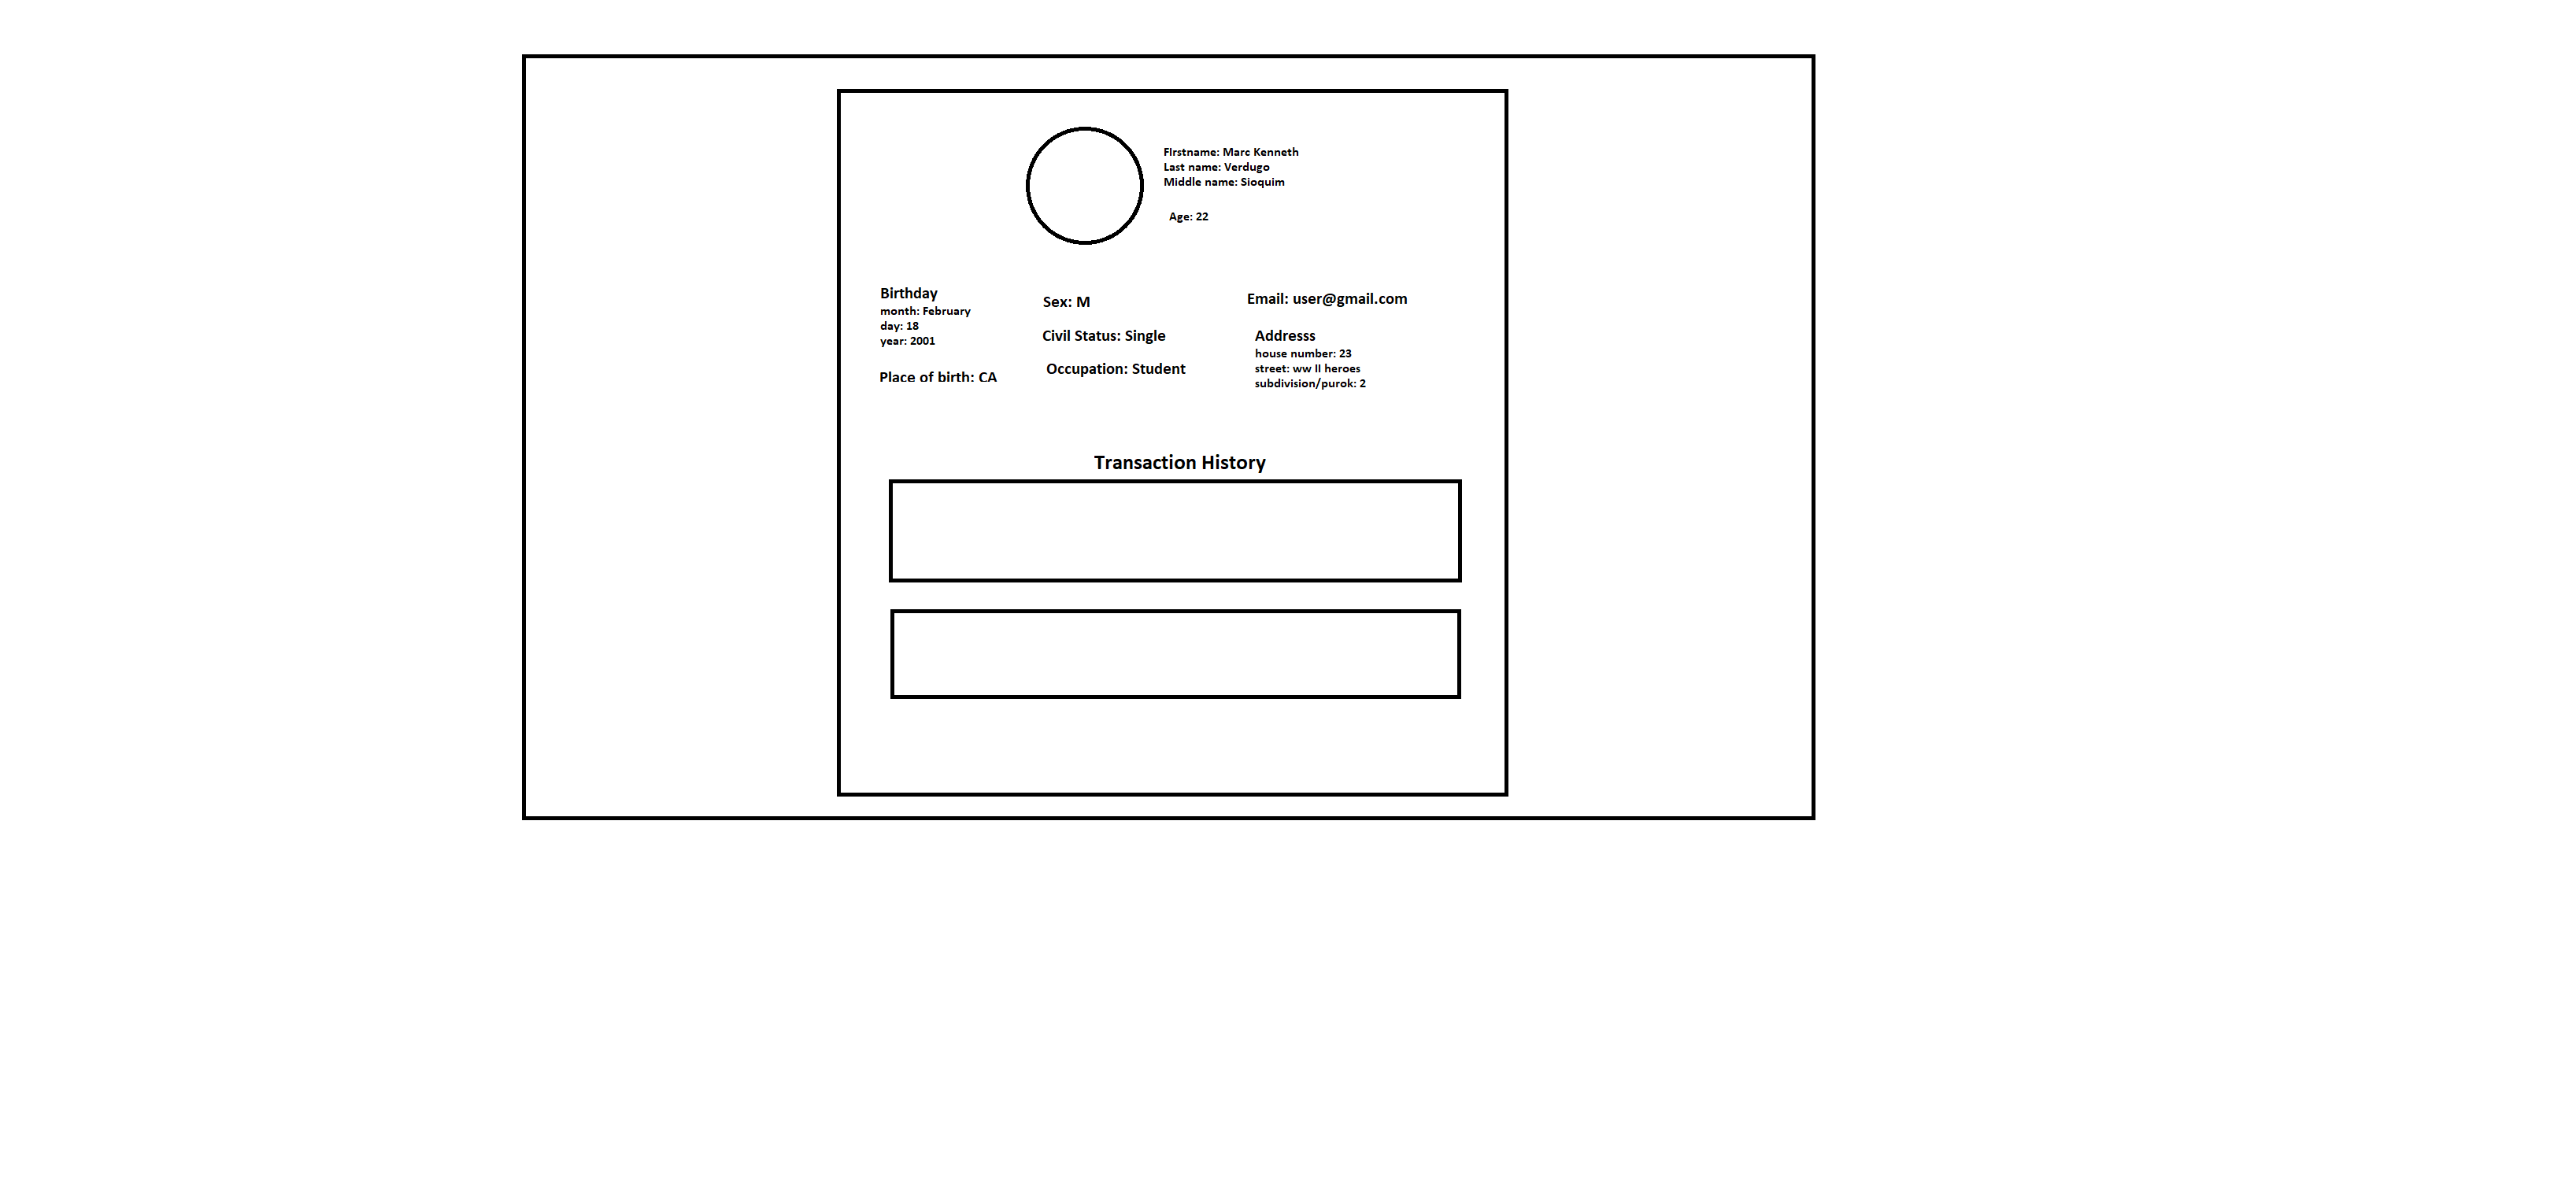 FIrstname: Marc Kenneth
Last name: Verdugo
Middle name: Sioquim
Age: 22
Birthday
month: February
day: 18
year: 2001
Place of birth: CA
Sex: M
Civil Status: Single
Occupation: Student
Email: user@gmail.com
Addresss
house number: 23
street: ww II heroes
subdivision/purok: 2
Transaction History